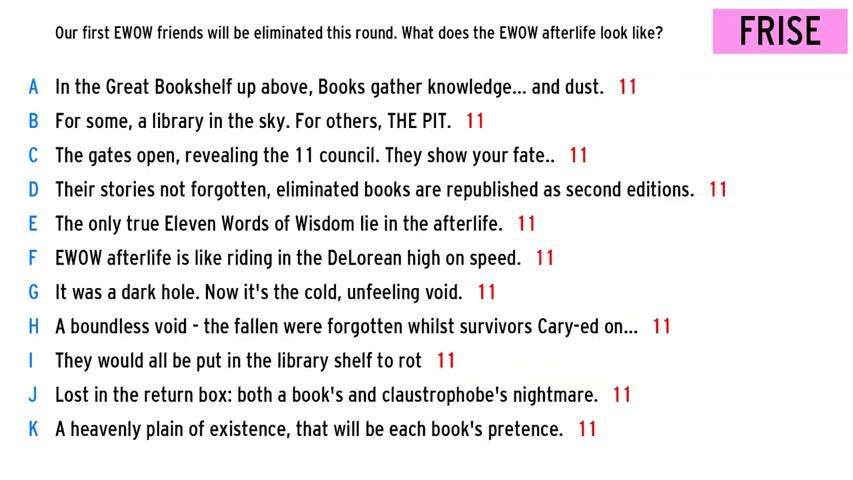 Our first EWOW friends will be eliminated this round. What does the EWOW afterlife look like?
FRISE
A In the Great Bookshelf up above, Books gather knowledge... and dust. 11
B For some, a library in the sky. For others, THE PIT. 11
C The gates open, revealing the 11 council. They show your fate.. 11
D Their stories not forgotten, eliminated books are republished as second editions. 11
E The only true Eleven Words of Wisdom lie in the afterlife. 11
F EWOW afterlife is like riding in the DeLorean high on speed. 11
G It was a dark hole. Now it's the cold, unfeeling void. 11
H A boundless void - the fallen were forgotten whilst survivors Cary-ed on... 11
I They would all be put in the library shelf to rot 11
J Lost in the return box: both a book's and claustrophobe's nightmare. 11
K A heavenly plain of existence, that will be each book's pretence. 11